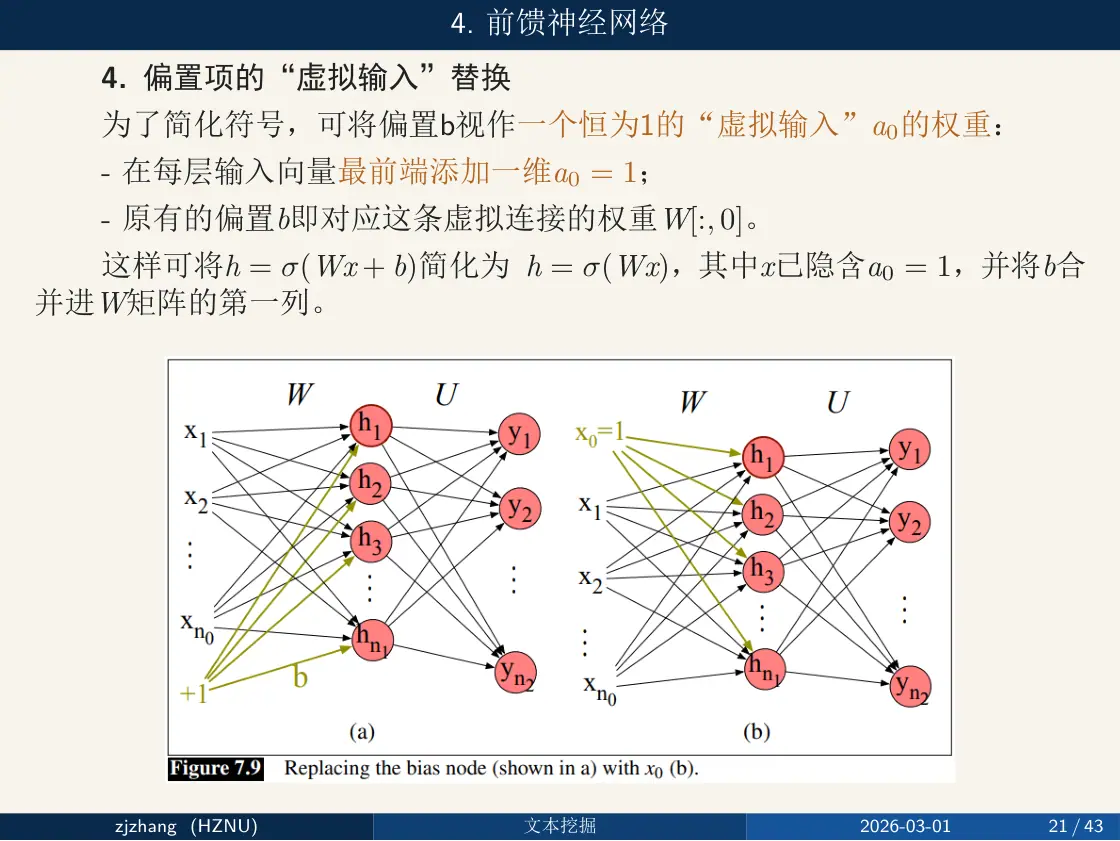 4. 前馈神经网络
4. 偏置项的“虚拟输入”替换
为了简化符号，可将偏置b视作一个恒为1的“虚拟输入”a₀的权重：
- 在每层输入向量最前端添加一维a₀ = 1；
- 原有的偏置b即对应这条虚拟连接的权重W[:, 0]。
这样可将h = σ(Wx + b)简化为 h = σ(Wx)，其中x已隐含a₀ = 1，并将b合
并进W矩阵的第一列。
W U
x₁ h₁ y₁
x₂ h₂ y₂
h₃
⋮ ⋮ ⋮
xₙ₀ hₙ₁ yₙ₂
+1 b
(a)
W U
x₀=1 h₁ y₁
x₁ h₂ y₂
x₂ h₃
⋮ ⋮ ⋮
xₙ₀ hₙ₁ yₙ₂
(b)
Figure 7.9 Replacing the bias node (shown in a) with x₀ (b).
zjzhang (HZNU) 文本挖掘 2026-03-01 21 / 43